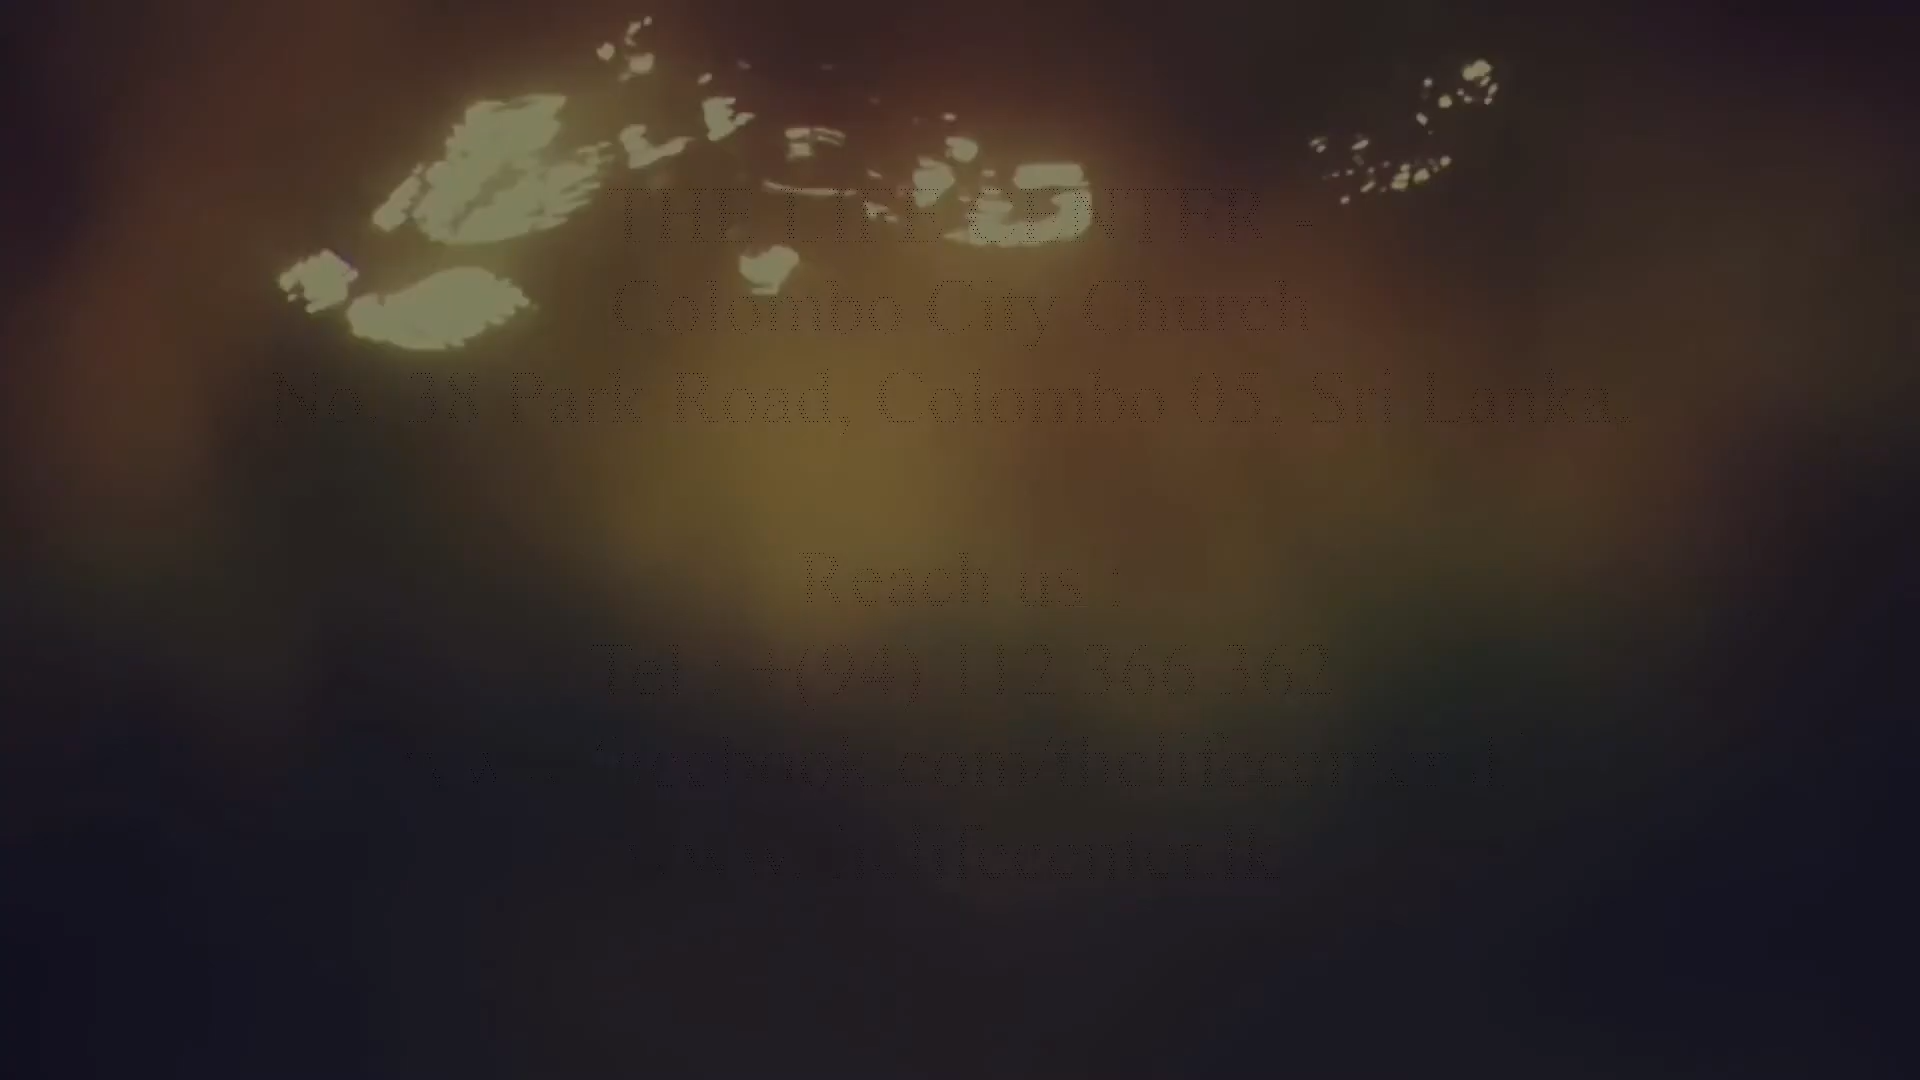 THE LIFE CENTER -
Colombo City Church
No. 38 Park Road, Colombo 05. Sri Lanka.
Reach us :
Tel : +(94) 112 366 362